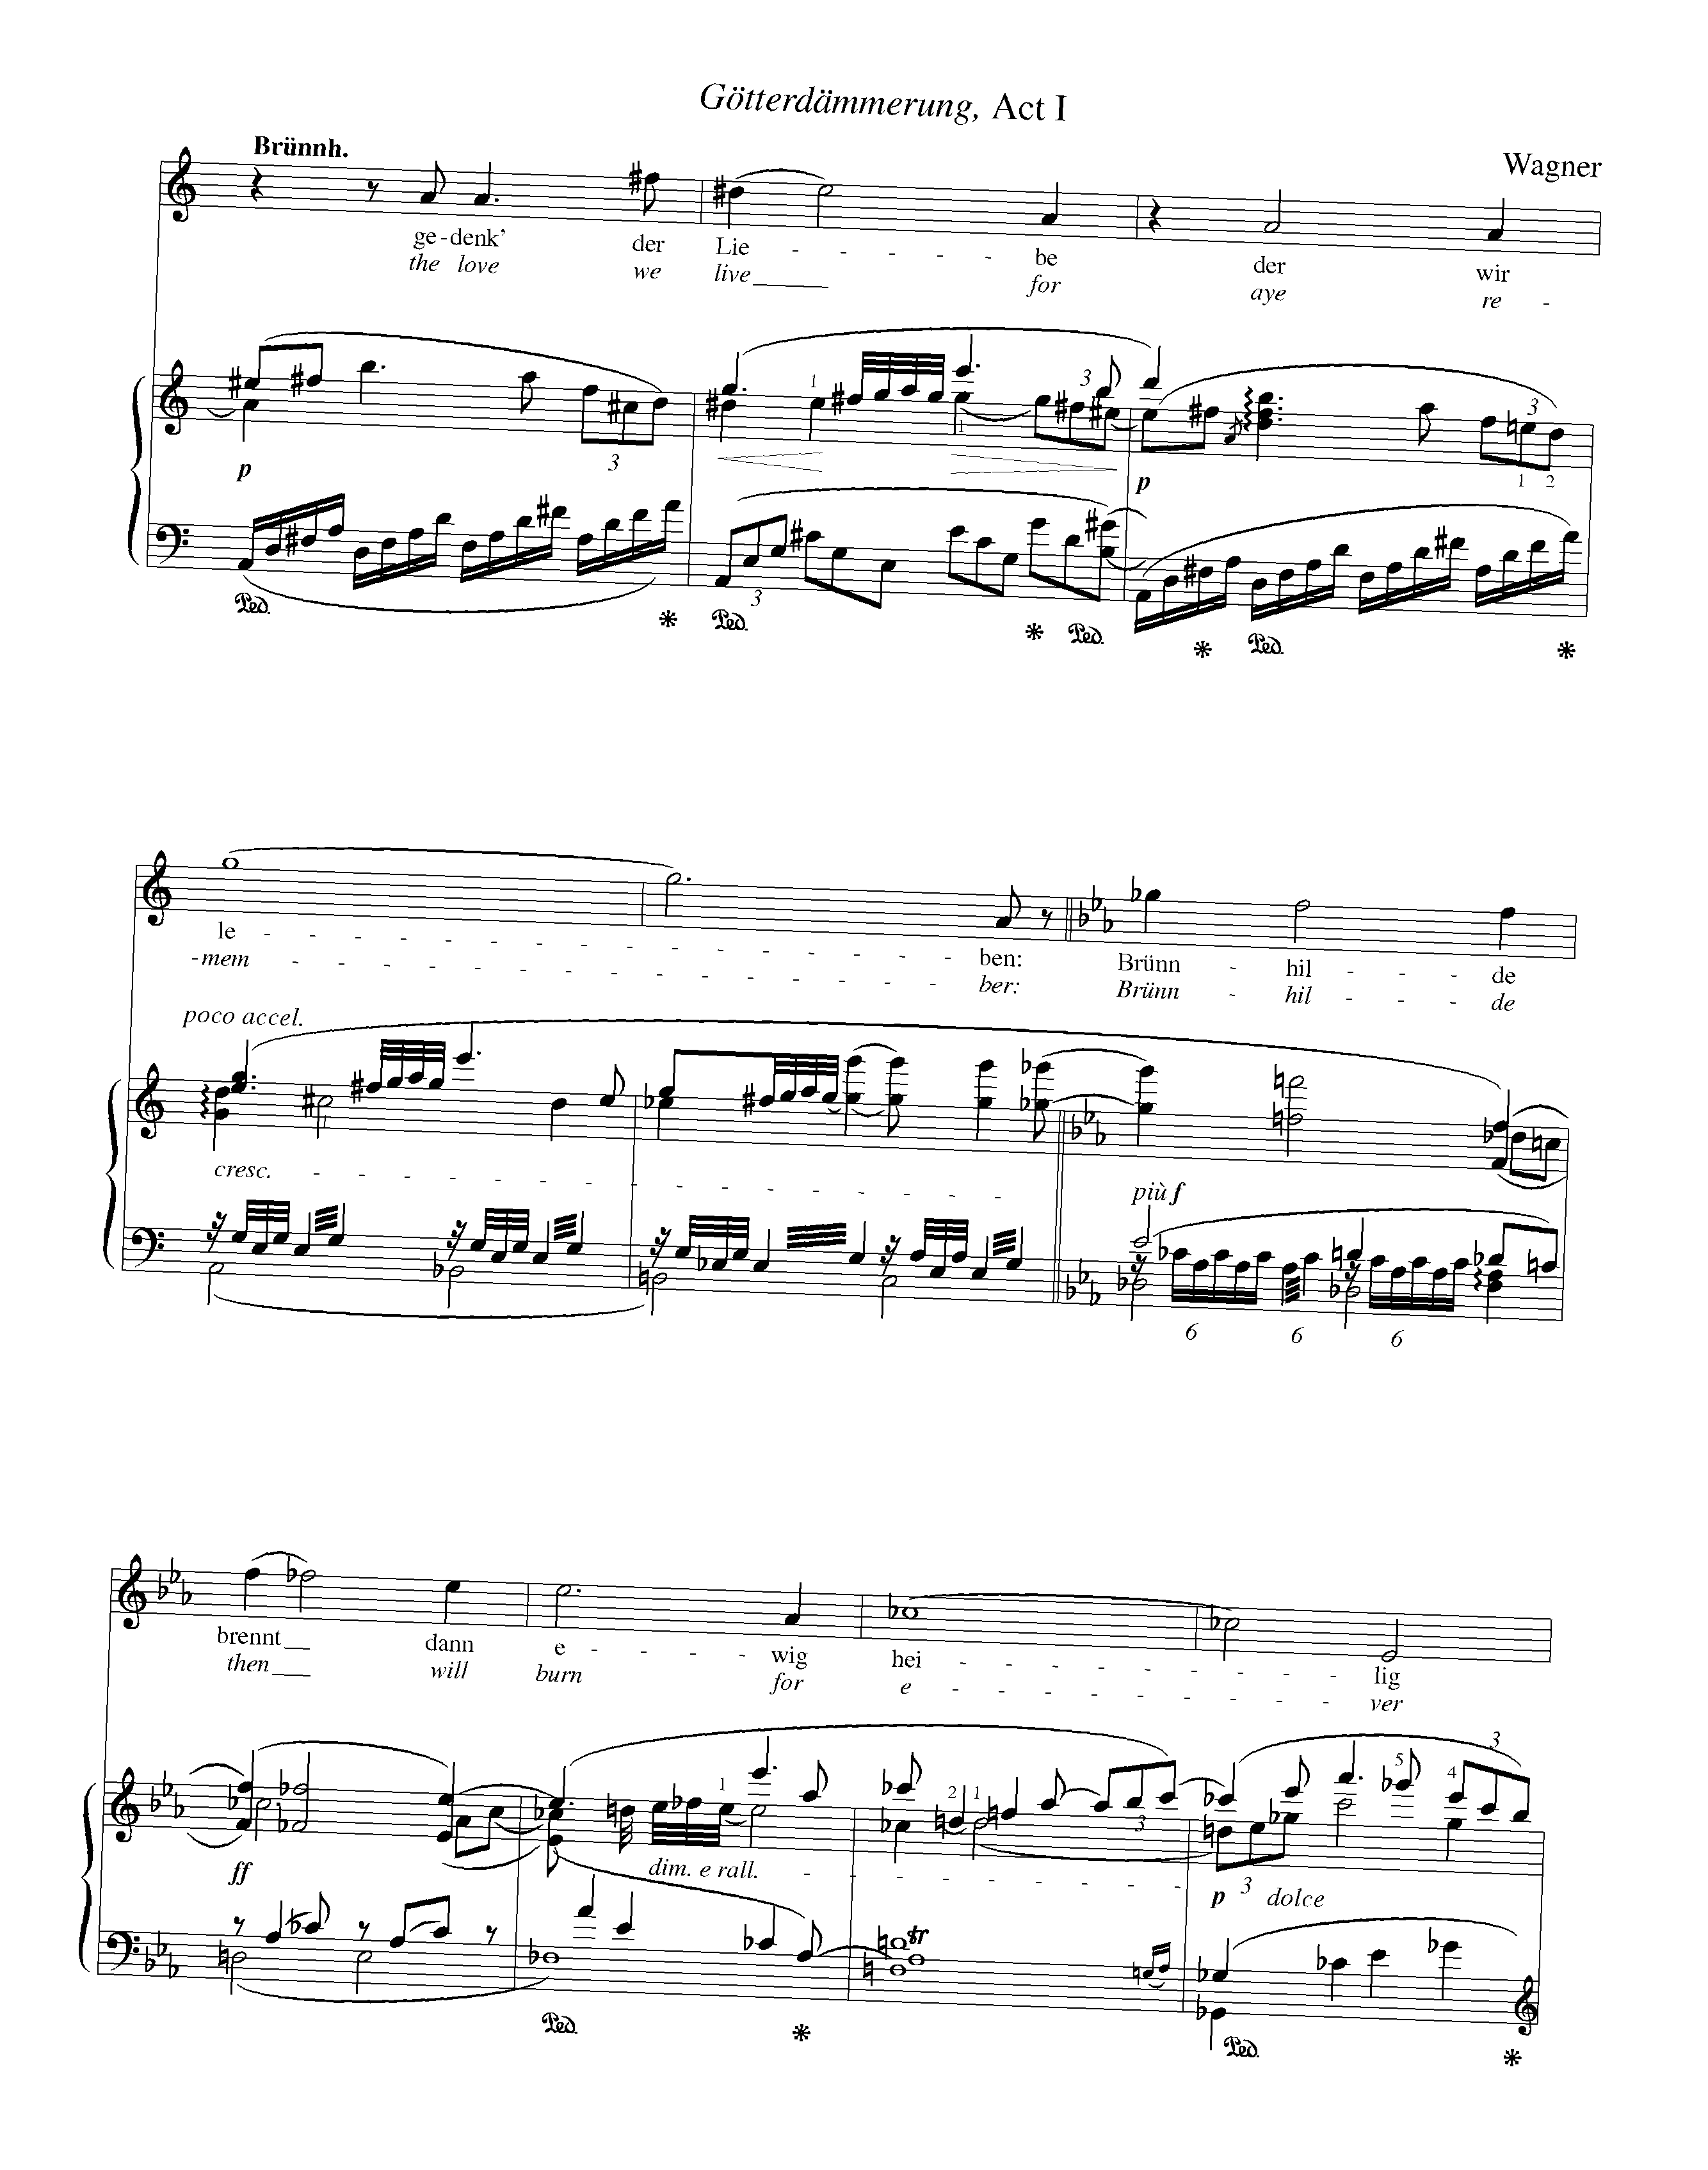 Götterdämmerung, Act I
Wagner
Brünnh.
ge - denk' der Lie - - - be der wir
the love we live for aye re -
3 1 3 3
1 1 2
p p
Ped. * Ped. 3 * Ped. * Ped. *
le - - - - - - - - - - ben: Brünn - hil - - de
-mem - - - - - - - - - - ber: Brünn - hil - - de
poco accel.
1
cresc. - - - - - - - - -
più f
6 6 6
brennt dann e - - - wig hei - - - - - - lig
then will burn for e - - - - - - ver
1 2 1 3 5 4 3
ff dim. e rall. - - - - - - - - p 3 dolce
tr
Ped. * Ped. *